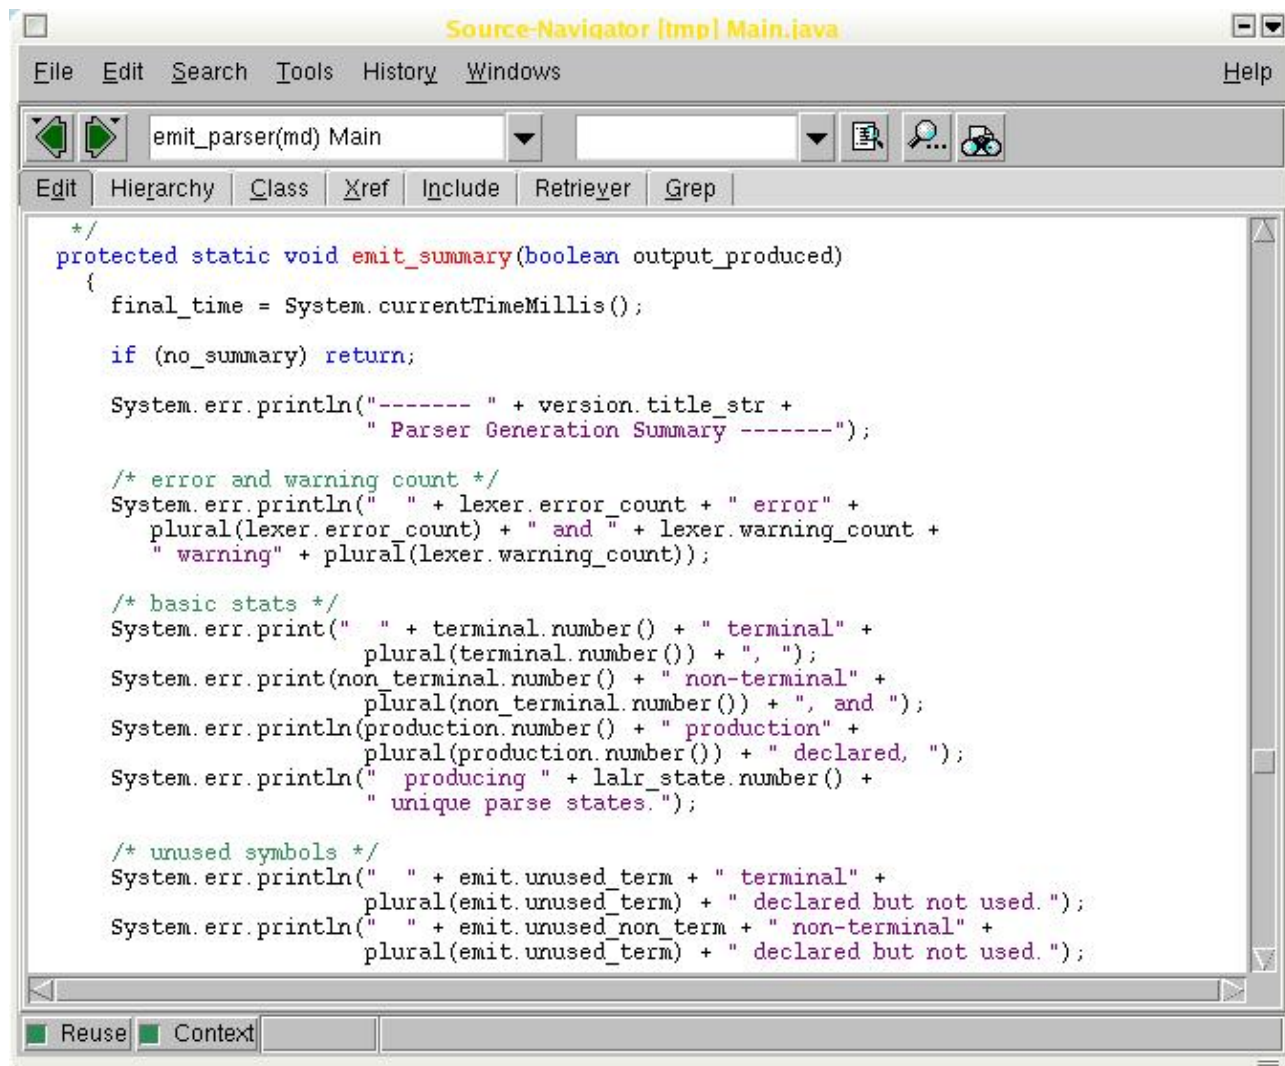 Source-Navigator [tmp] Main.java
File Edit Search Tools History Windows Help
emit_parser(md) Main
Edit Hierarchy Class Xref Include Retriever Grep
*/
protected static void emit_summary(boolean output_produced)
{
final_time = System.currentTimeMillis();
if (no_summary) return;
System.err.println("------- " + version.title_str +
" Parser Generation Summary -------");
/* error and warning count */
System.err.println("  " + lexer.error_count + " error" +
plural(lexer.error_count) + " and " + lexer.warning_count +
" warning" + plural(lexer.warning_count));
/* basic stats */
System.err.print("  " + terminal.number() + " terminal" +
plural(terminal.number()) + ", ");
System.err.print(non_terminal.number() + " non-terminal" +
plural(non_terminal.number()) + ", and ");
System.err.println(production.number() + " production" +
plural(production.number()) + " declared, ");
System.err.println("  producing " + lalr_state.number() +
" unique parse states.");
/* unused symbols */
System.err.println("  " + emit.unused_term + " terminal" +
plural(emit.unused_term) + " declared but not used.");
System.err.println("  " + emit.unused_non_term + " non-terminal" +
plural(emit.unused_term) + " declared but not used.");
Reuse Context